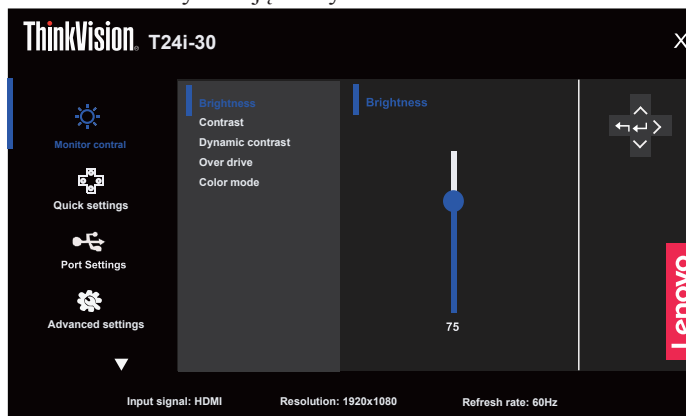 ThinkVision® T24i-30
X
Monitor contral
Quick settings
Port Settings
Advanced settings
Brightness
Contrast
Dynamic contrast
Over drive
Color mode
Brightness
75
Lenovo
Input signal: HDMI Resolution: 1920x1080 Refresh rate: 60Hz